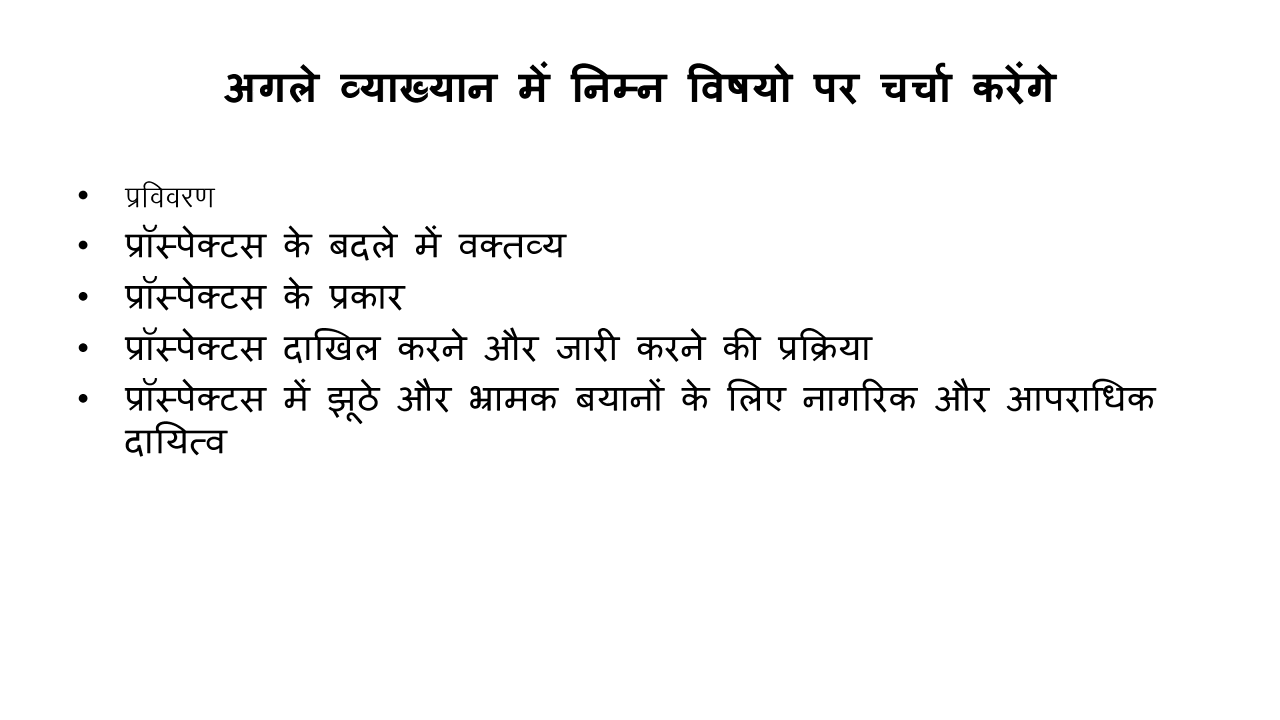 अगले व्याख्यान में निम्न विषयो पर चर्चा करेंगे
• प्रविवरण
• प्रॉस्पेक्टस के बदले में वक्तव्य
• प्रॉस्पेक्टस के प्रकार
• प्रॉस्पेक्टस दाखिल करने और जारी करने की प्रक्रिया
• प्रॉस्पेक्टस में झूठे और भ्रामक बयानों के लिए नागरिक और आपराधिक
दायित्व